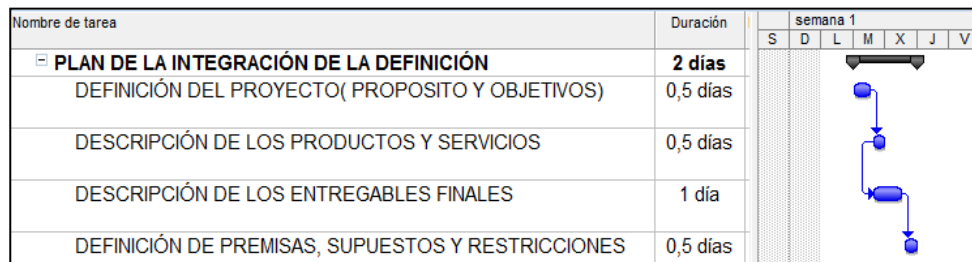 Nombre de tarea Duración semana 1
S D L M X J V
PLAN DE LA INTEGRACIÓN DE LA DEFINICIÓN 2 días
DEFINICIÓN DEL PROYECTO( PROPOSITO Y OBJETIVOS) 0,5 días
DESCRIPCIÓN DE LOS PRODUCTOS Y SERVICIOS 0,5 días
DESCRIPCIÓN DE LOS ENTREGABLES FINALES 1 día
DEFINICIÓN DE PREMISAS, SUPUESTOS Y RESTRICCIONES 0,5 días